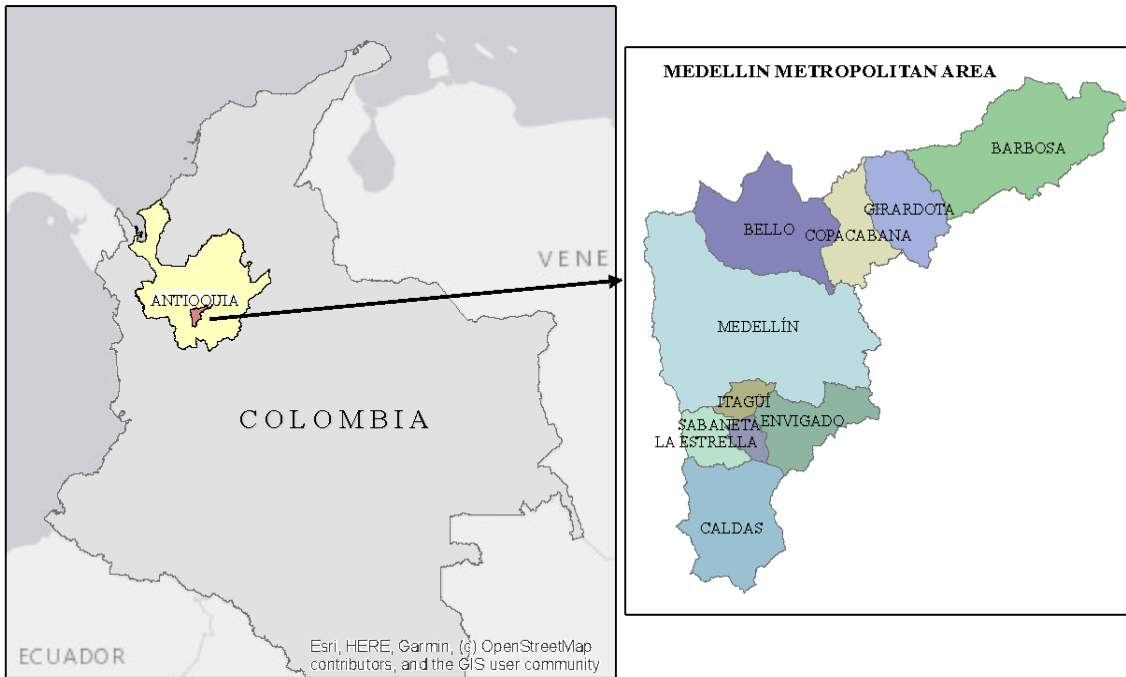 VENE
ANTIOQUIA
COLOMBIA
ECUADOR
Esri, HERE, Garmin, (c) OpenStreetMap
contributors, and the GIS user community
MEDELLIN METROPOLITAN AREA
BARBOSA
GIRARDOTA
BELLO
COPACABANA
MEDELLÍN
ITAGÜÍ
SABANETA
ENVIGADO
LA ESTRELLA
CALDAS